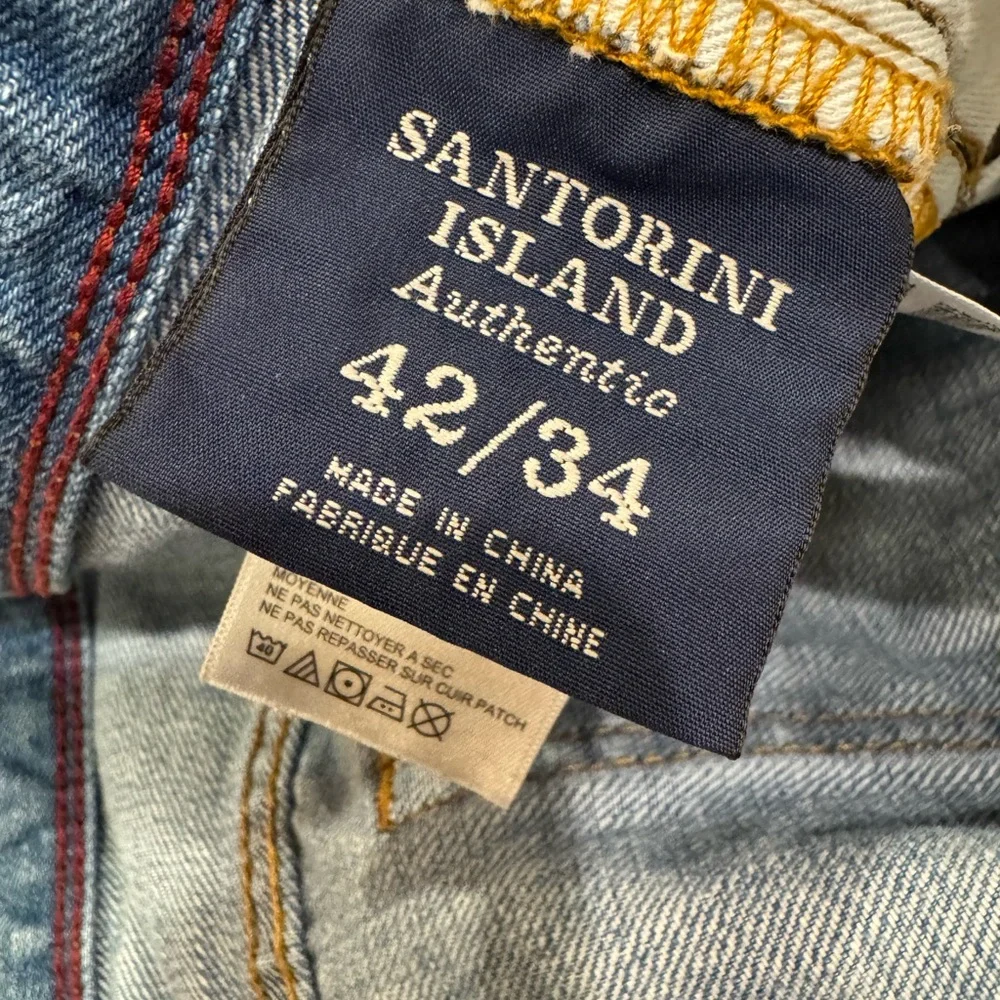 SANTORINI
ISLAND
Authentic
42/34
MADE IN CHINA
FABRIQUE EN CHINE
MOYENNE
NE PAS NETTOYER A SEC
NE PAS REPASSER SUR CUIR PATCH
40